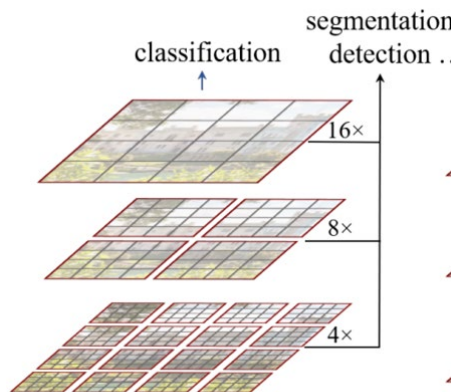 segmentation
classification
detection ..
16×
8×
4×